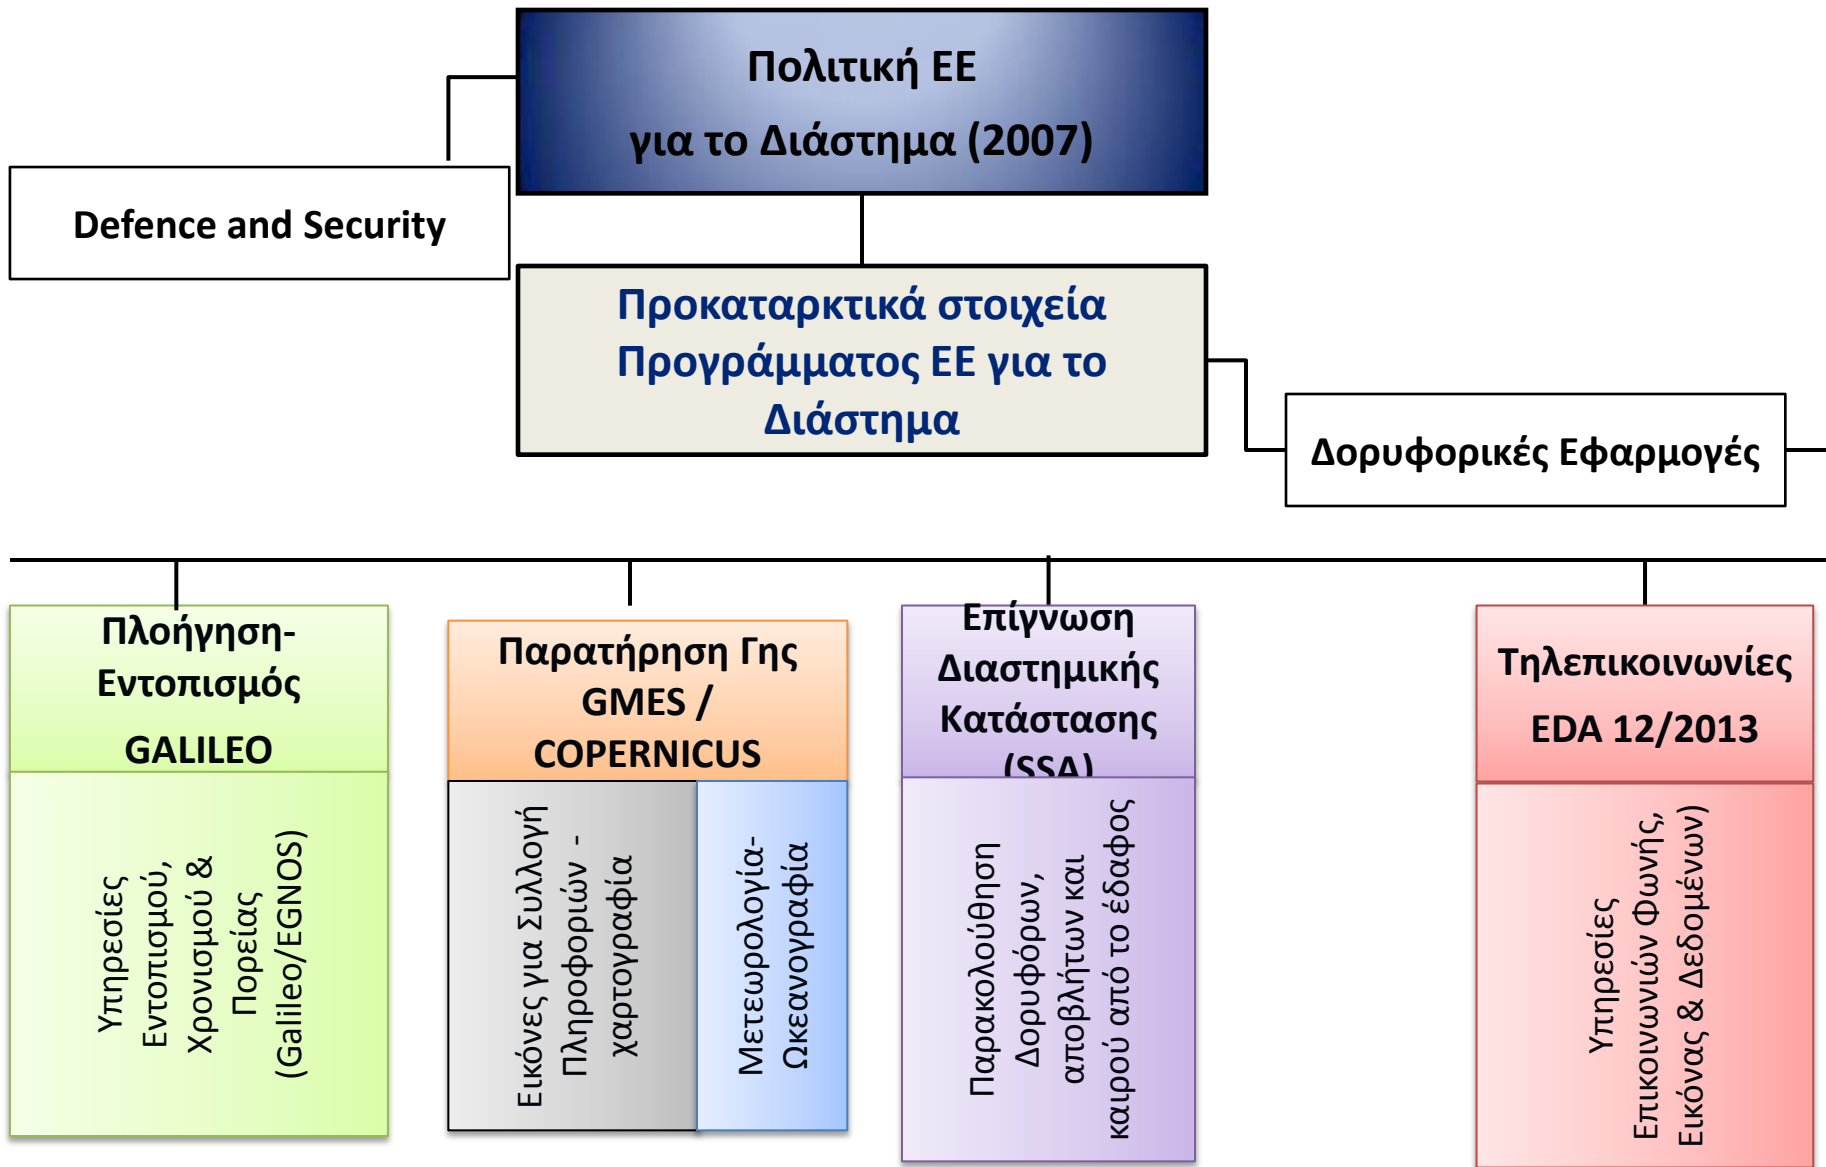 Πολιτική ΕΕ
για το Διάστημα (2007)
Defence and Security
Προκαταρκτικά στοιχεία
Προγράμματος ΕΕ για το
Διάστημα
Δορυφορικές Εφαρμογές
Πλοήγηση-
Εντοπισμός
GALILEO
Παρατήρηση Γης
GMES /
COPERNICUS
Επίγνωση
Διαστημικής
Κατάστασης
(SSA)
Τηλεπικοινωνίες
EDA 12/2013
Υπηρεσίες
Εντοπισμού,
Χρονισμού &
Πορείας
(Galileo/EGNOS)
Εικόνες για Συλλογή
Πληροφοριών -
χαρτογραφία
Μετεωρολογία-
Ωκεανογραφία
Παρακολούθηση
Δορυφόρων,
αποβλήτων και
καιρού από το έδαφος
Υπηρεσίες
Επικοινωνιών Φωνής,
Εικόνας & Δεδομένων)